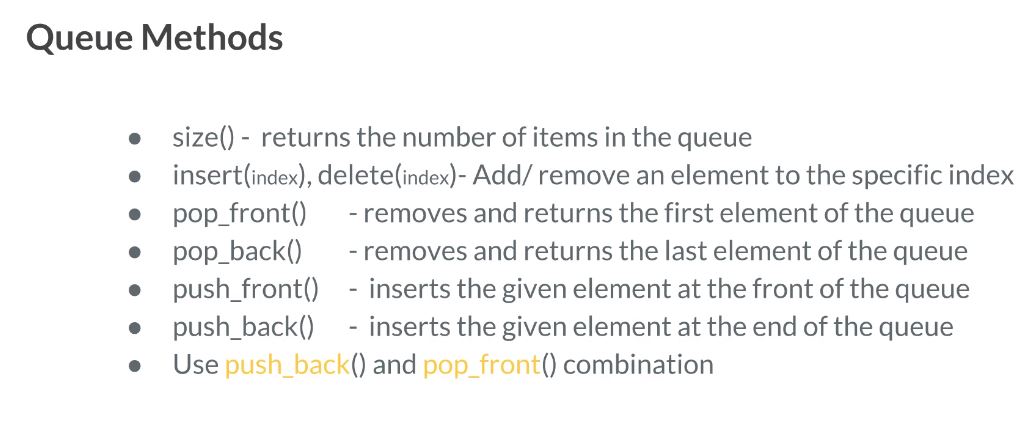 Queue Methods
● size() - returns the number of items in the queue
● insert(index), delete(index)- Add/ remove an element to the specific index
● pop_front() - removes and returns the first element of the queue
● pop_back() - removes and returns the last element of the queue
● push_front() - inserts the given element at the front of the queue
● push_back() - inserts the given element at the end of the queue
● Use push_back() and pop_front() combination